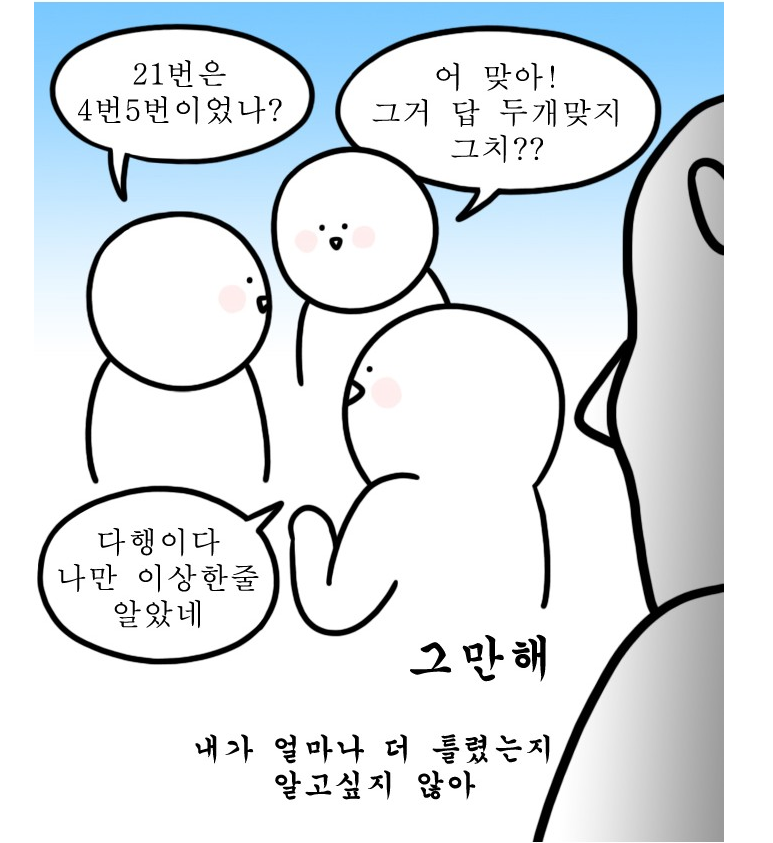 21번은
4번5번이었나?
어 맞아!
그거 답 두개맞지
그치??
다행이다
나만 이상한줄
알았네
그만해
내가 얼마나 더 틀렸는지
알고싶지 않아